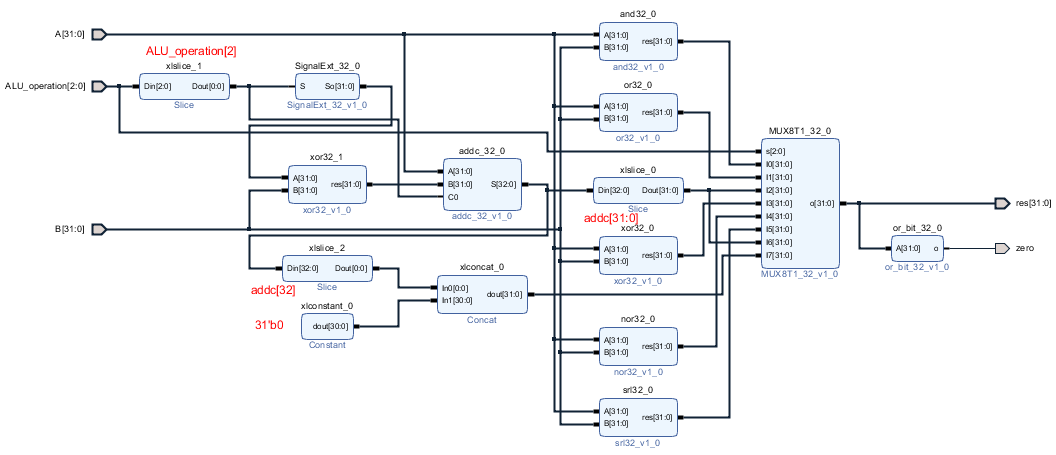 A[31:0]
ALU_operation[2:0]
B[31:0]
ALU_operation[2]
xlslice_1
Din[2:0] Dout[0:0]
Slice
SignalExt_32_0
S So[31:0]
SignalExt_32_v1_0
xor32_1
A[31:0]
B[31:0]
res[31:0]
xor32_v1_0
addc_32_0
A[31:0]
B[31:0]
C0
S[32:0]
addc_32_v1_0
xlslice_2
Din[32:0] Dout[0:0]
Slice
addc[32]
xlconstant_0
31'b0
dout[30:0]
Constant
xlconcat_0
In0[0:0]
In1[30:0]
dout[31:0]
Concat
and32_0
A[31:0]
B[31:0]
res[31:0]
and32_v1_0
or32_0
A[31:0]
B[31:0]
res[31:0]
or32_v1_0
xlslice_0
Din[32:0] Dout[31:0]
Slice
addc[31:0]
xor32_0
A[31:0]
B[31:0]
res[31:0]
xor32_v1_0
nor32_0
A[31:0]
B[31:0]
res[31:0]
nor32_v1_0
srl32_0
A[31:0]
B[31:0]
res[31:0]
srl32_v1_0
MUX8T1_32_0
s[2:0]
I0[31:0]
I1[31:0]
I2[31:0]
I3[31:0]
I4[31:0]
I5[31:0]
I6[31:0]
I7[31:0]
o[31:0]
MUX8T1_32_v1_0
or_bit_32_0
A[31:0] o
or_bit_32_v1_0
res[31:0]
zero